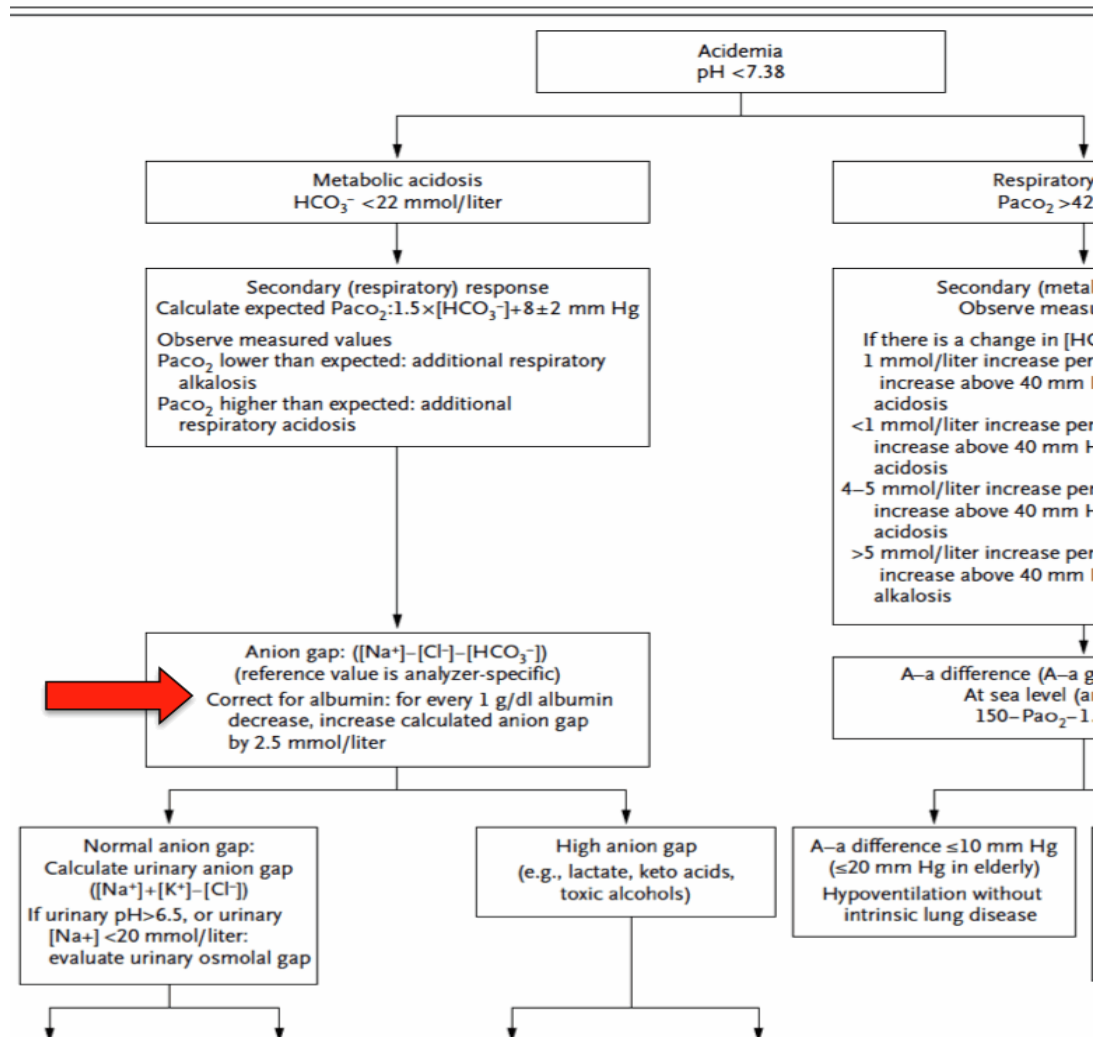 Acidemia
pH <7.38
Metabolic acidosis
HCO₃⁻ <22 mmol/liter
Respiratory
Paco₂ >42
Secondary (respiratory) response
Calculate expected Paco₂:1.5×[HCO₃⁻]+8±2 mm Hg
Observe measured values
Paco₂ lower than expected: additional respiratory
alkalosis
Paco₂ higher than expected: additional
respiratory acidosis
Secondary (metab
Observe measu
If there is a change in [HC
1 mmol/liter increase per
increase above 40 mm H
acidosis
<1 mmol/liter increase per
increase above 40 mm H
acidosis
4–5 mmol/liter increase per
increase above 40 mm H
acidosis
>5 mmol/liter increase per
increase above 40 mm
alkalosis
Anion gap: ([Na⁺]–[Cl⁻]–[HCO₃⁻])
(reference value is analyzer-specific)
Correct for albumin: for every 1 g/dl albumin
decrease, increase calculated anion gap
by 2.5 mmol/liter
A–a difference (A–a g
At sea level (a
150–Pao₂–1.
Normal anion gap:
Calculate urinary anion gap
([Na⁺]+[K⁺]–[Cl⁻])
If urinary pH>6.5, or urinary
[Na+] <20 mmol/liter:
evaluate urinary osmolal gap
High anion gap
(e.g., lactate, keto acids,
toxic alcohols)
A–a difference ≤10 mm Hg
(≤20 mm Hg in elderly)
Hypoventilation without
intrinsic lung disease